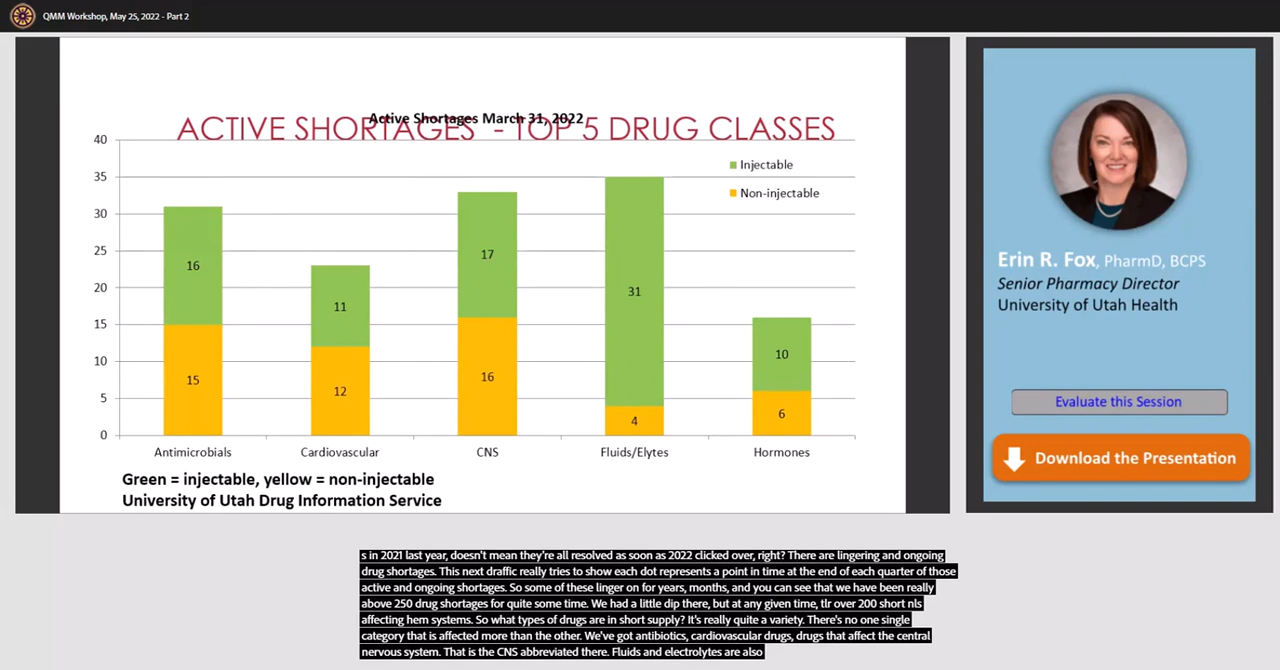 QMM Workshop, May 25, 2022 - Part 2
Active Shortages March 31, 2022
ACTIVE SHORTAGES - TOP 5 DRUG CLASSES
40
35
30
25
20
15
10
5
0
Injectable
Non-injectable
16
15
11
12
17
16
31
4
10
6
Antimicrobials
Cardiovascular
CNS
Fluids/Elytes
Hormones
Green = injectable, yellow = non-injectable
University of Utah Drug Information Service
Erin R. Fox, PharmD, BCPS
Senior Pharmacy Director
University of Utah Health
Evaluate this Session
Download the Presentation
s in 2021 last year, doesn't mean they're all resolved as soon as 2022 clicked over, right? There are lingering and ongoing
drug shortages. This next draffic really tries to show each dot represents a point in time at the end of each quarter of those
active and ongoing shortages. So some of these linger on for years, months, and you can see that we have been really
above 250 drug shortages for quite some time. We had a little dip there, but at any given time, tlr over 200 short nls
affecting hem systems. So what types of drugs are in short supply? It's really quite a variety. There's no one single
category that is affected more than the other. We've got antibiotics, cardiovascular drugs, drugs that affect the central
nervous system. That is the CNS abbreviated there. Fluids and electrolytes are also